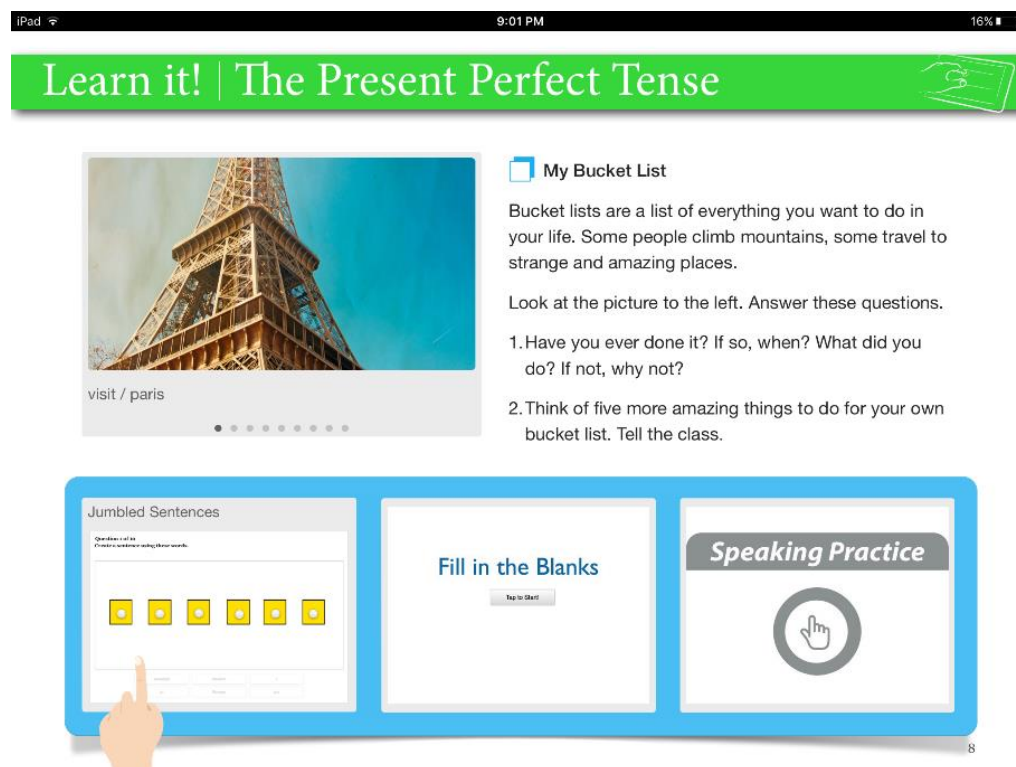 iPad 9:01 PM 16%
Learn it! | The Present Perfect Tense
My Bucket List
Bucket lists are a list of everything you want to do in
your life. Some people climb mountains, some travel to
strange and amazing places.
Look at the picture to the left. Answer these questions.
1. Have you ever done it? If so, when? What did you
do? If not, why not?
2. Think of five more amazing things to do for your own
bucket list. Tell the class.
visit / paris
Jumbled Sentences
Create a sentence using these words.
Fill in the Blanks
Tap to Start!
Speaking Practice
8